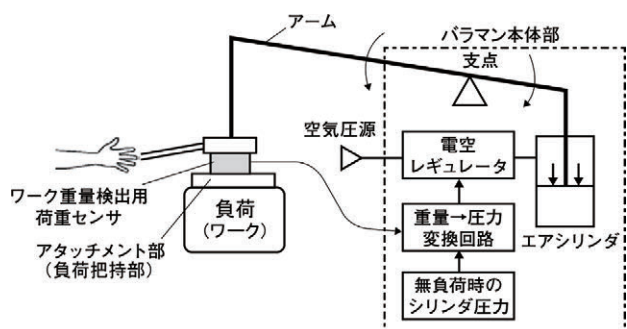 アーム
バラマン本体部
支点
空気圧源
電空
レギュレータ
ワーク重量検出用
荷重センサ
負荷
(ワーク)
重量→圧力
変換回路
エアシリンダ
アタッチメント部
(負荷把持部)
無負荷時の
シリンダ圧力